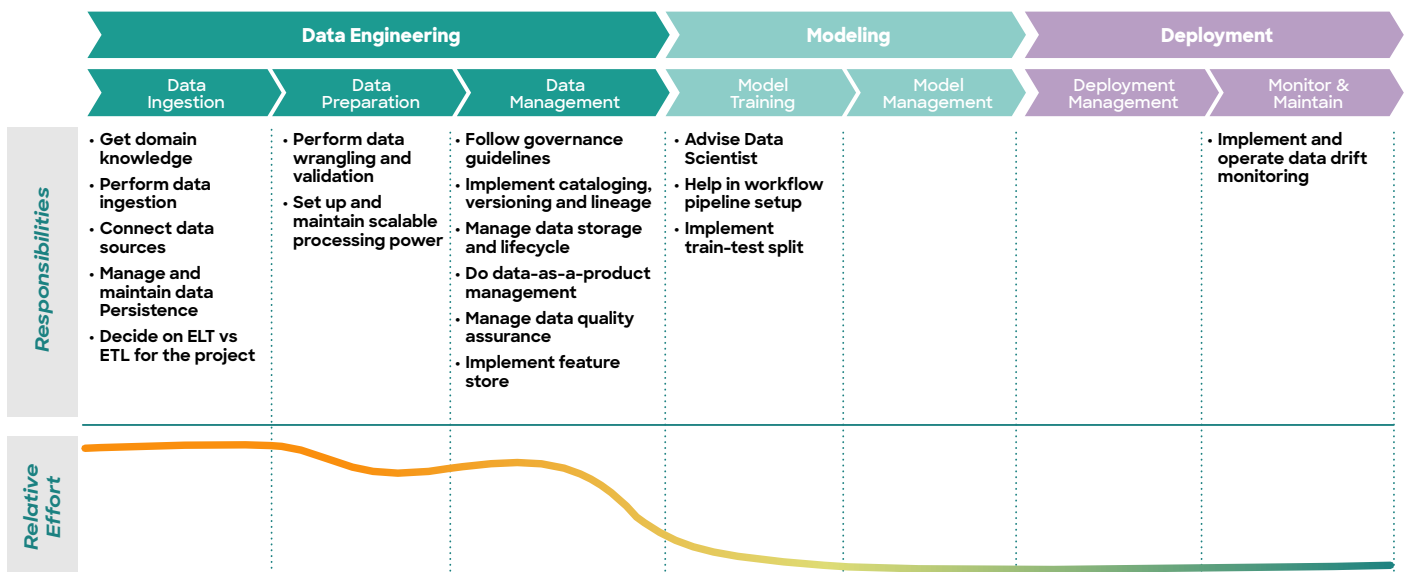 Data Engineering
Modeling
Deployment
Data
Ingestion
Data
Preparation
Data
Management
Model
Training
Model
Management
Deployment
Management
Monitor &
Maintain
Responsibilities
• Get domain
knowledge
• Perform data
ingestion
• Connect data
sources
• Manage and
maintain data
Persistence
• Decide on ELT vs
ETL for the project
• Perform data
wrangling and
validation
• Set up and
maintain scalable
processing power
• Follow governance
guidelines
• Implement cataloging,
versioning and lineage
• Manage data storage
and lifecycle
• Do data-as-a-product
management
• Manage data quality
assurance
• Implement feature
store
• Advise Data
Scientist
• Help in workflow
pipeline setup
• Implement
train-test split
• Implement and
operate data drift
monitoring
Relative
Effort